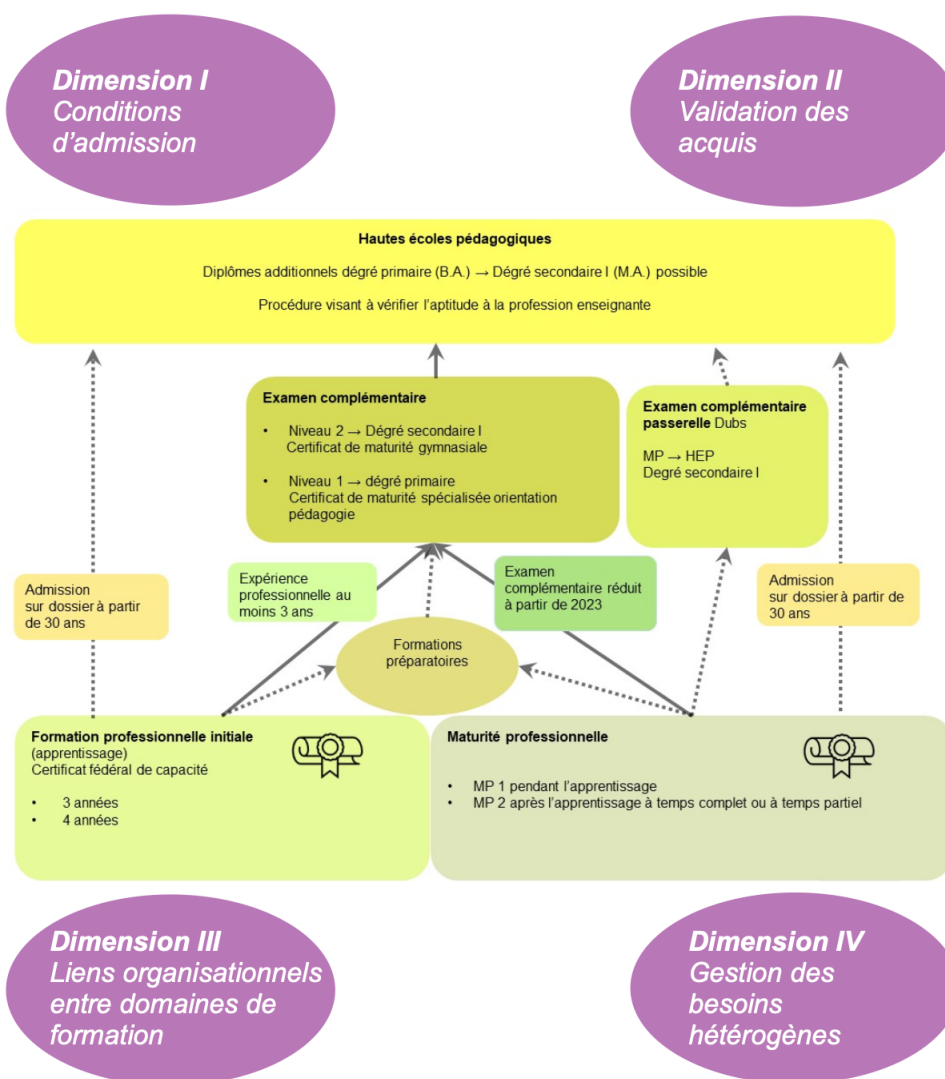 Dimension I
Conditions
d'admission
Dimension II
Validation des
acquis
Hautes écoles pédagogiques
Diplômes additionnels dégré primaire (B.A.) → Dégré secondaire I (M.A.) possible
Procédure visant à vérifier l'aptitude à la profession enseignante
Examen complémentaire
• Niveau 2 → Dégré secondaire I
Certificat de maturité gymnasiale
• Niveau 1 → dégré primaire
Certificat de maturité spécialisée orientation
pédagogie
Examen complémentaire
passerelle Dubs
MP → HEP
Degré secondaire I
Admission
sur dossier à partir
de 30 ans
Expérience
professionelle au
moins 3 ans
Examen
complémentaire réduit
à partir de 2023
Admission
sur dossier à partir de
30 ans
Formations
préparatoires
Formation professionnelle initiale
(apprentissage)
Certificat fédéral de capacité
• 3 années
• 4 années
Maturité professionnelle
• MP 1 pendant l'apprentissage
• MP 2 après l'apprentissage à temps complet ou à temps partiel
Dimension III
Liens organisationnels
entre domaines de
formation
Dimension IV
Gestion des
besoins
hétérogènes